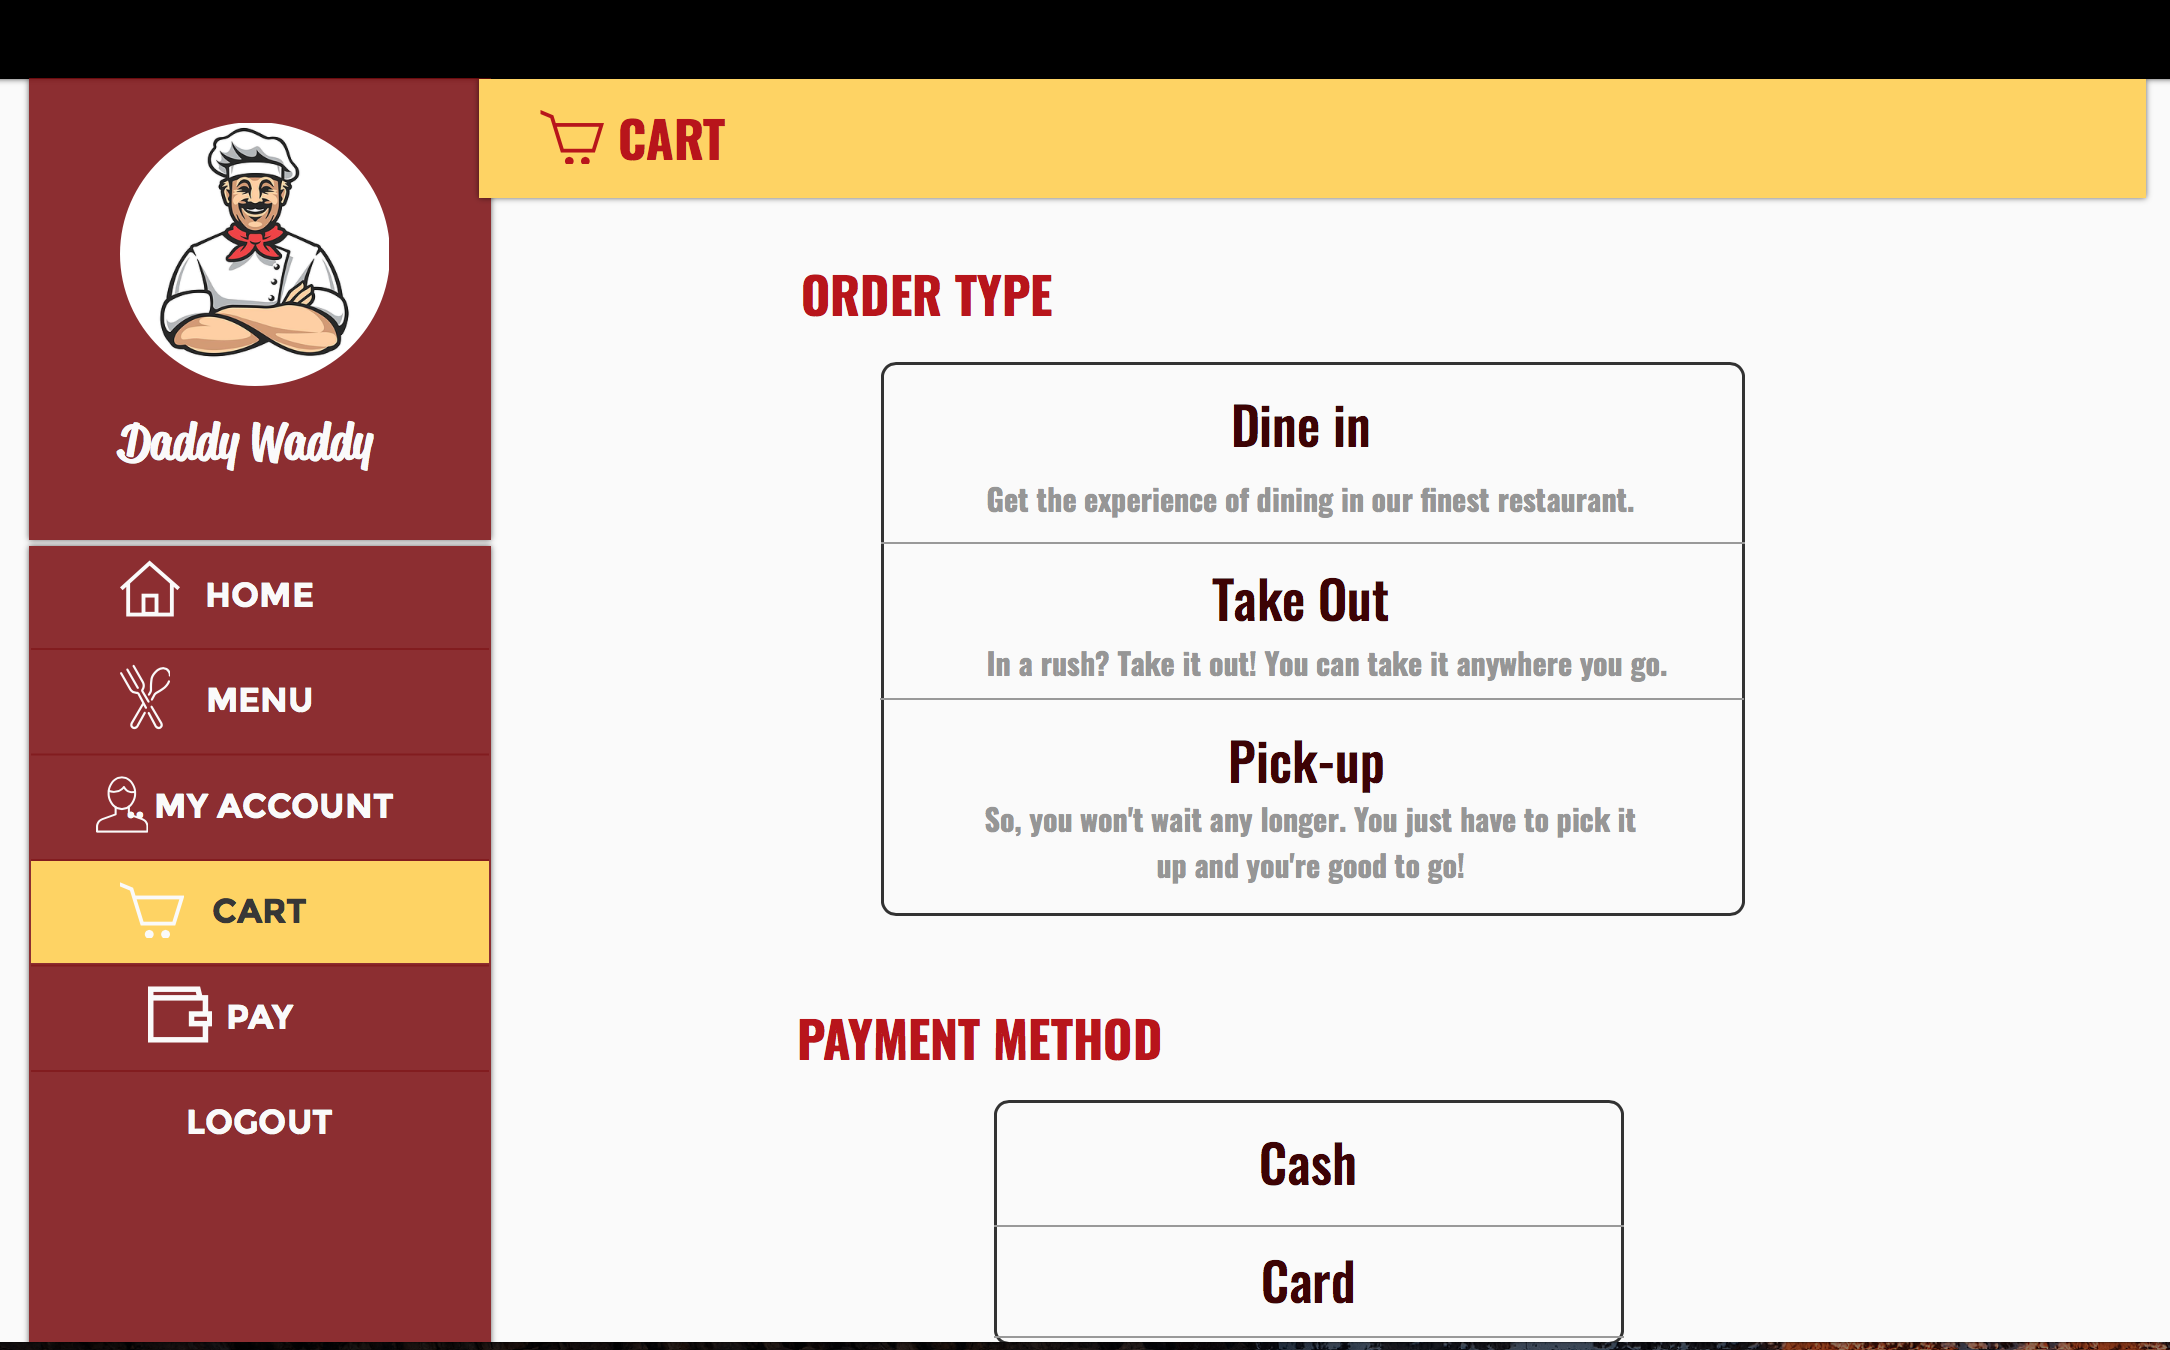 Daddy Waddy
HOME
MENU
MY ACCOUNT
CART
PAY
LOGOUT
CART
ORDER TYPE
Dine in
Get the experience of dining in our finest restaurant.
Take Out
In a rush? Take it out! You can take it anywhere you go.
Pick-up
So, you won't wait any longer. You just have to pick it
up and you're good to go!
PAYMENT METHOD
Cash
Card